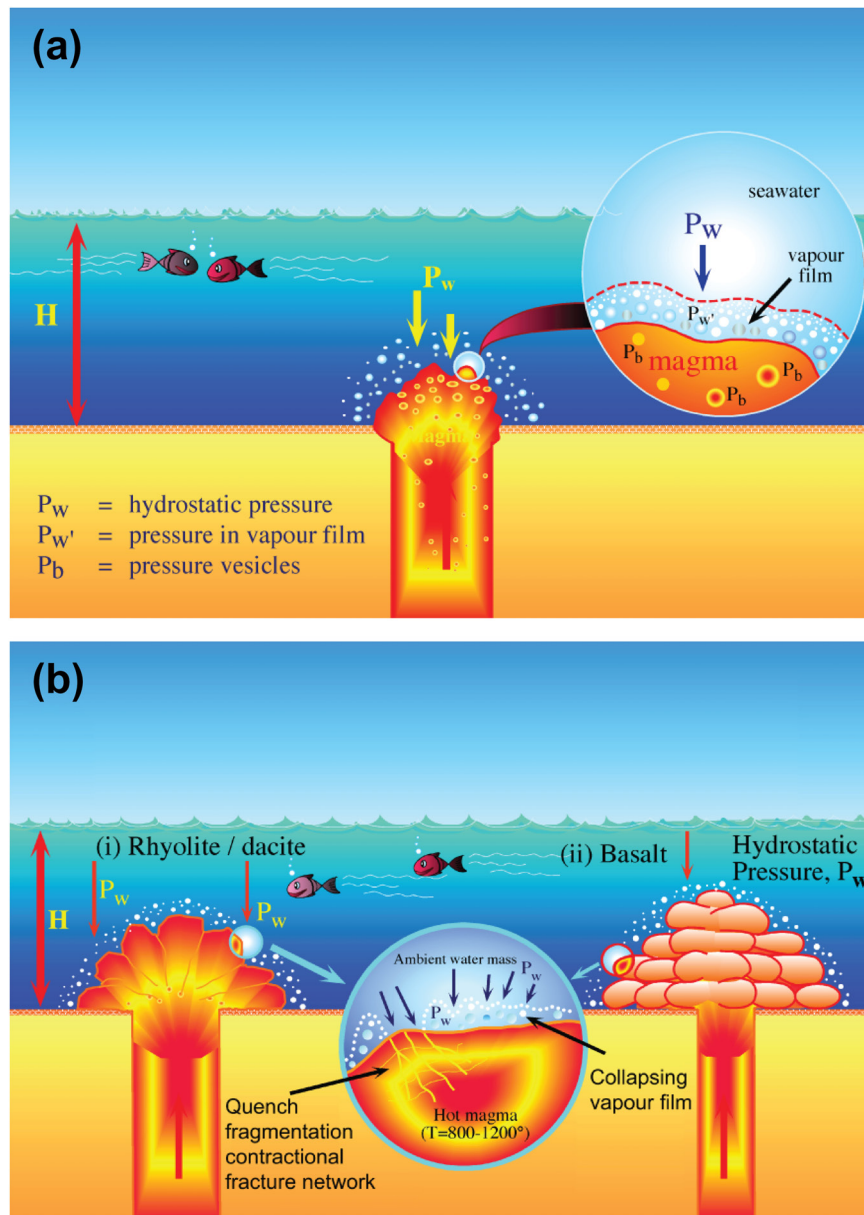 (a)
seawater
Pw
vapour
film
Pw
H
Pw'
Pb
magma
Pb
Pb
magma
Pw = hydrostatic pressure
Pw' = pressure in vapour film
Pb = pressure vesicles
(b)
(i) Rhyolite / dacite
(ii) Basalt
Hydrostatic
Pressure, Pw
Pw
Pw
H
Ambient water mass
Pw
Pw
Collapsing
vapour film
Quench
fragmentation
contractional
fracture network
Hot magma
(T=800-1200°)